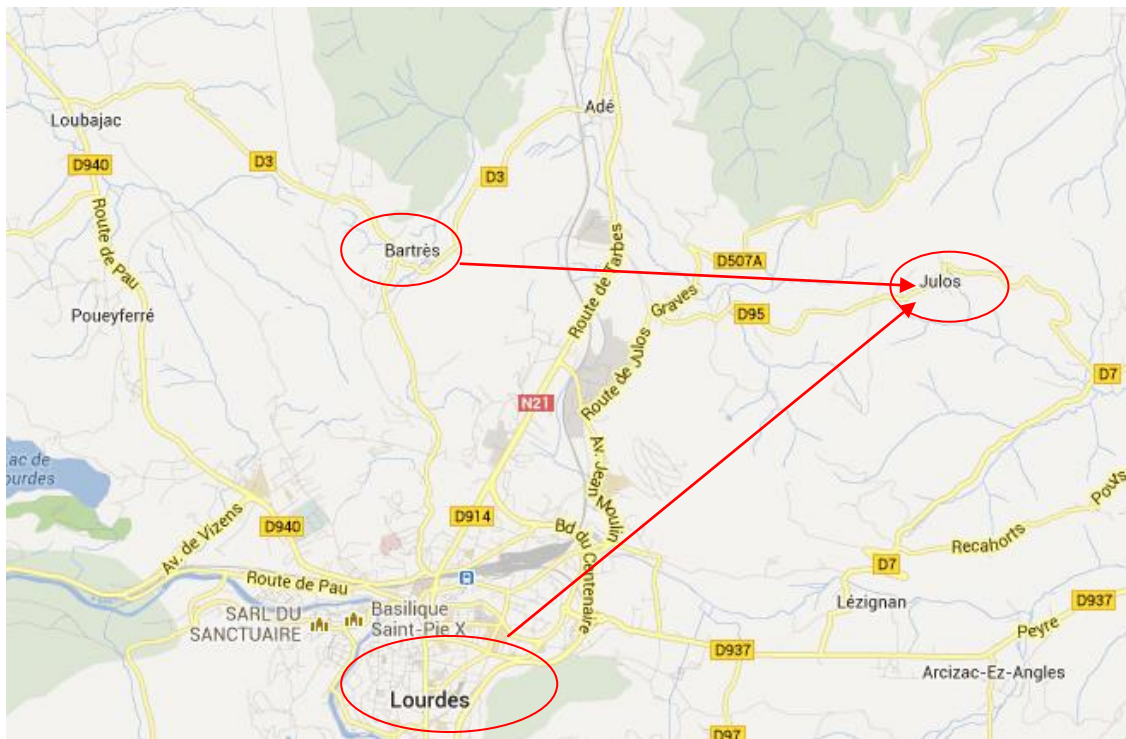 Adé
Loubajac
D3
D940
D3
Bartrès
Route de Pau
Route de Tarbes
D507A
Julos
Graves
D95
Poueyferré
Route de Julos
D7
N21
ac de
ourdes
Av. Jean Moulin
Pouys
D914
D940
Bd du Centenaire
Av. de Vizens
Recahorts
D7
Route de Pau
SARL DU
SANCTUAIRE
Basilique
Saint-Pie X
Lézignan
D937
Peyre
D937
Arcizac-Ez-Angles
Lourdes
D97